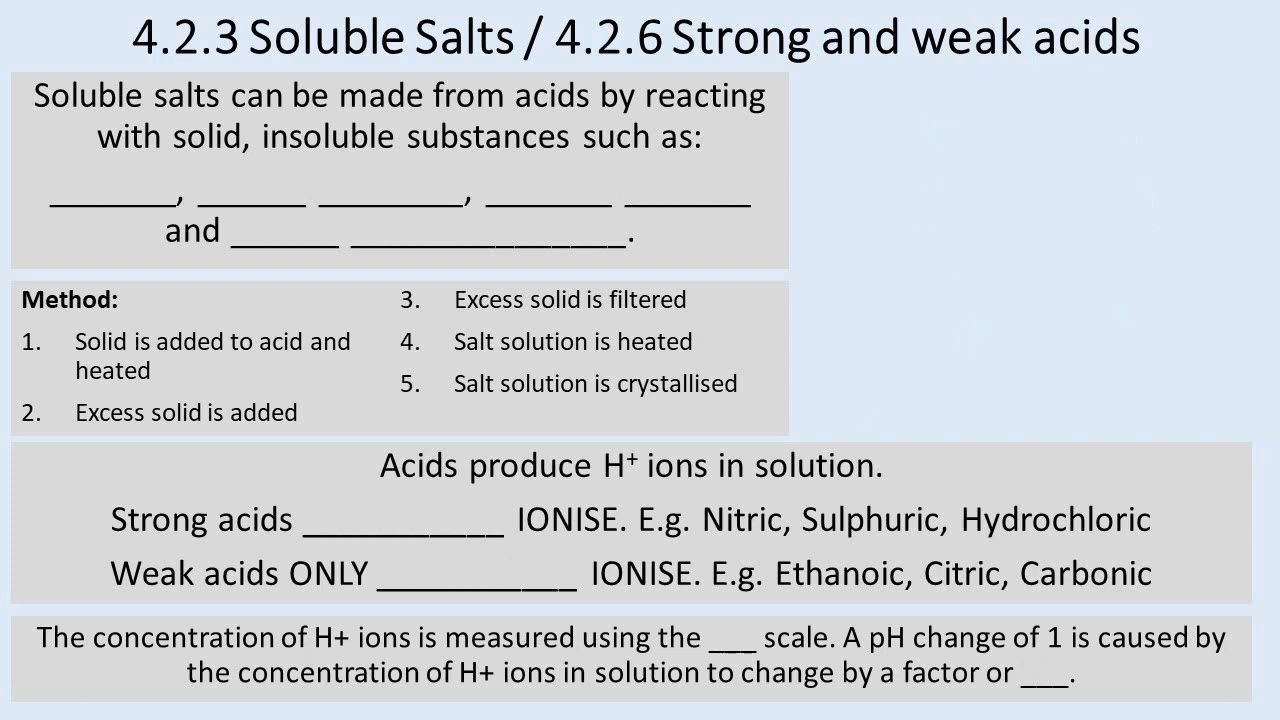 4.2.3 Soluble Salts / 4.2.6 Strong and weak acids
Soluble salts can be made from acids by reacting
with solid, insoluble substances such as:
_______, ______ ________, _______ _______
and ______ _______________.
Method:
1. Solid is added to acid and
heated
2. Excess solid is added
3. Excess solid is filtered
4. Salt solution is heated
5. Salt solution is crystallised
Acids produce H⁺ ions in solution.
Strong acids ___________ IONISE. E.g. Nitric, Sulphuric, Hydrochloric
Weak acids ONLY ___________ IONISE. E.g. Ethanoic, Citric, Carbonic
The concentration of H+ ions is measured using the ___ scale. A pH change of 1 is caused by
the concentration of H+ ions in solution to change by a factor or ___.